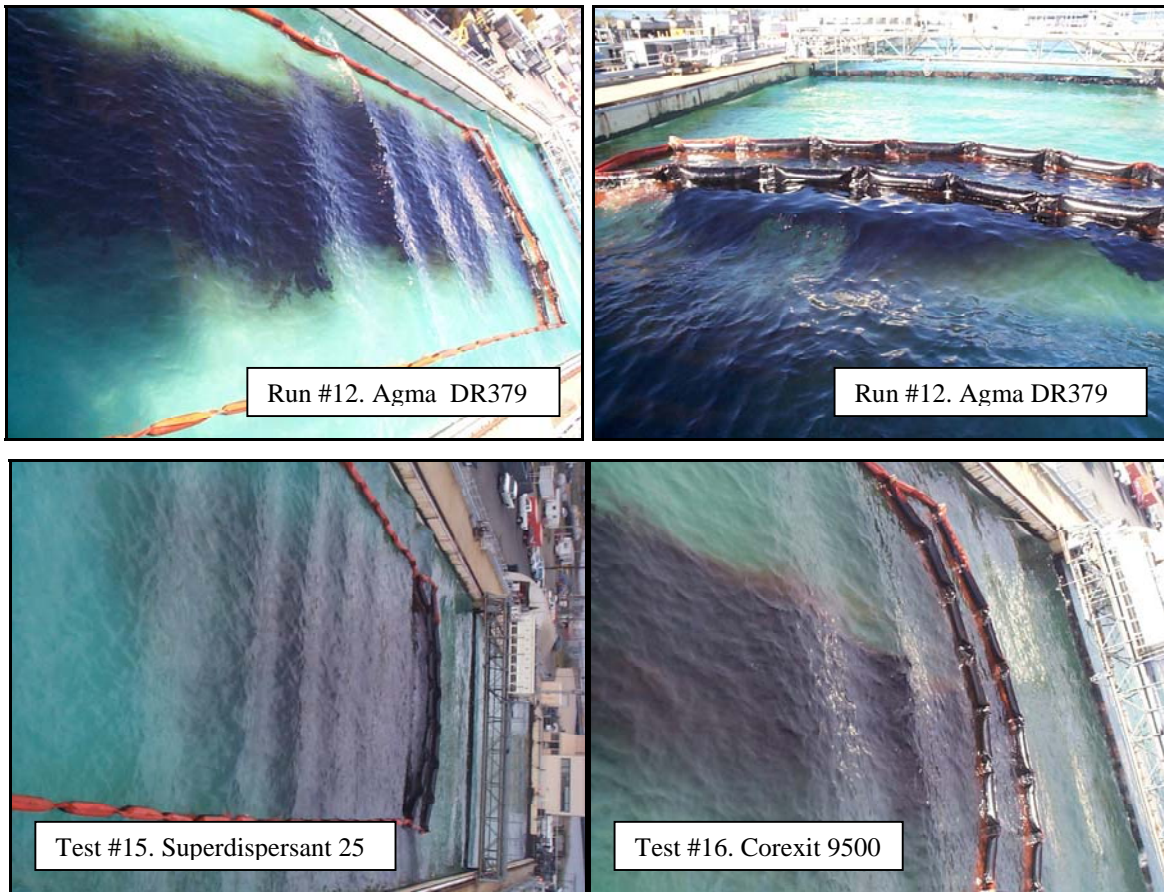 Run #12. Agma DR379
Run #12. Agma DR379
Test #15. Superdispersant 25
Test #16. Corexit 9500